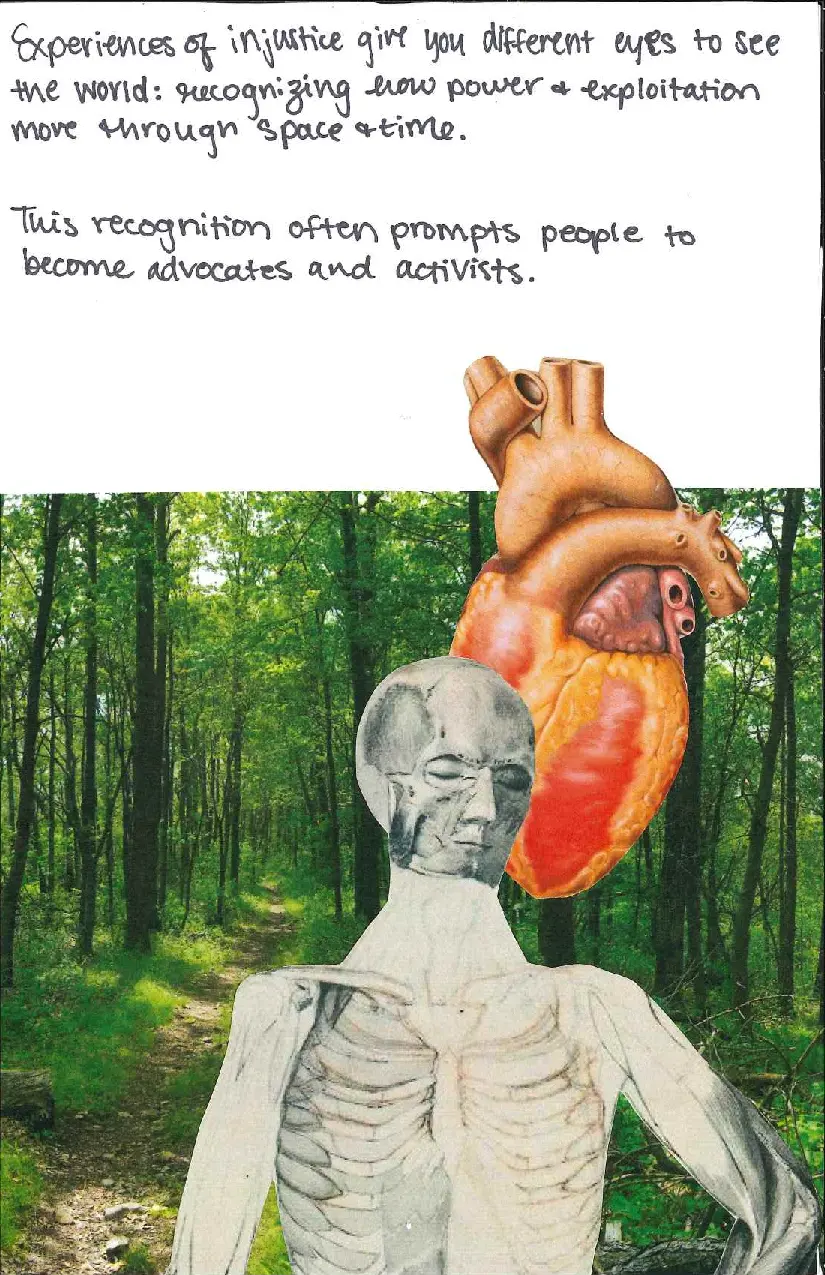 Experiences of injustice give you different eyes to see
the world: recognizing how power & exploitation
move through space & time.
This recognition often prompts people to
become advocates and activists.